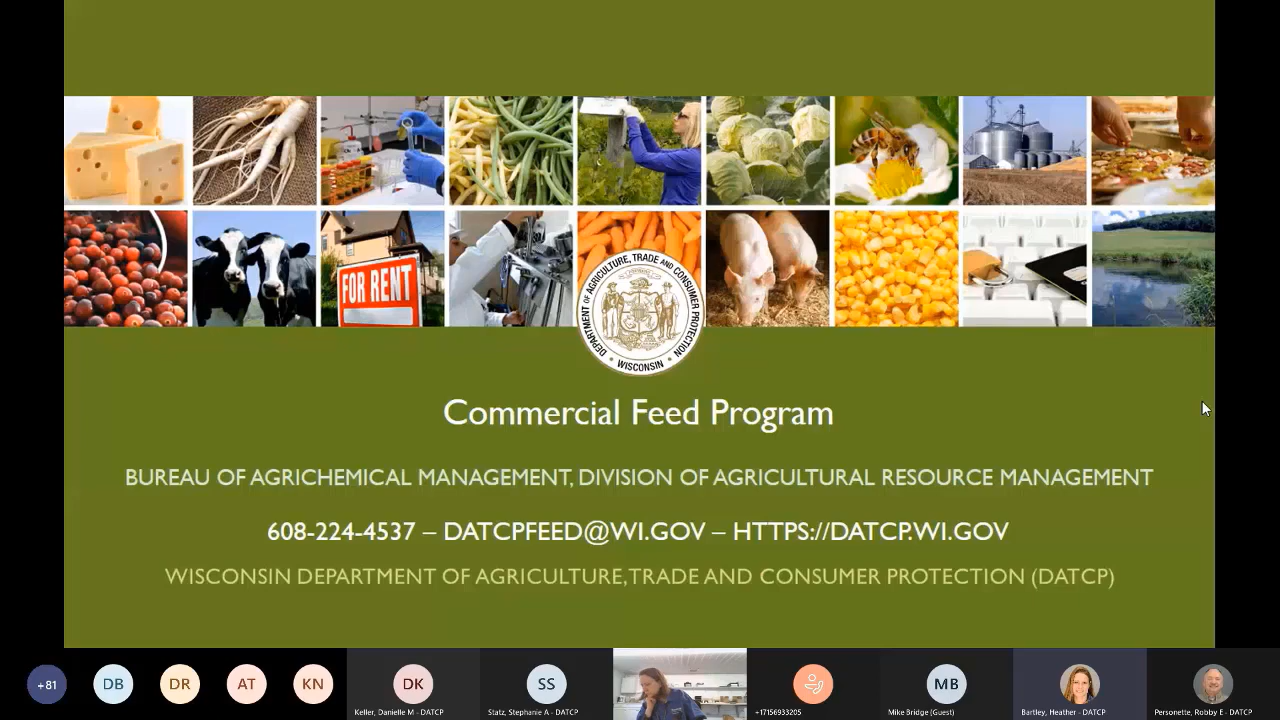 FOR RENT
DEPARTMENT OF AGRICULTURE, TRADE AND CONSUMER PROTECTION
• WISCONSIN •
Commercial Feed Program
BUREAU OF AGRICHEMICAL MANAGEMENT, DIVISION OF AGRICULTURAL RESOURCE MANAGEMENT
608-224-4537 – DATCPFEED@WI.GOV – HTTPS://DATCP.WI.GOV
WISCONSIN DEPARTMENT OF AGRICULTURE, TRADE AND CONSUMER PROTECTION (DATCP)
+81 DB DR AT KN DK SS MB
Keller, Danielle M - DATCP Statz, Stephanie A - DATCP +17156933205 Mike Bridge (Guest) Bartley, Heather - DATCP Personette, Robby E - DATCP